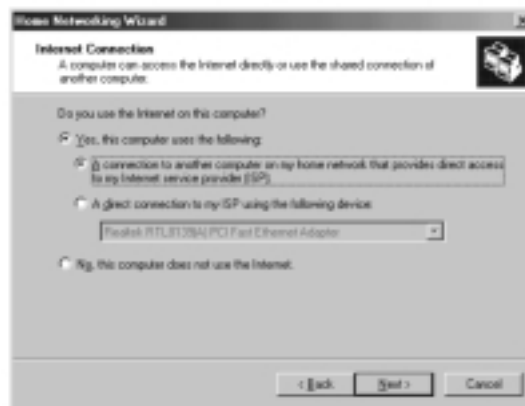 Home Networking Wizard
Internet Connection
A computer can access the Internet directly or use the shared connection of
another computer.
Do you use the Internet on this computer?
Yes, this computer uses the following:
A connection to another computer on my home network that provides direct access
to my Internet service provider (ISP).
A direct connection to my ISP using the following device:
Realtek RTL8139(A) PCI Fast Ethernet Adapter
No, this computer does not use the Internet.
< Back
Next >
Cancel